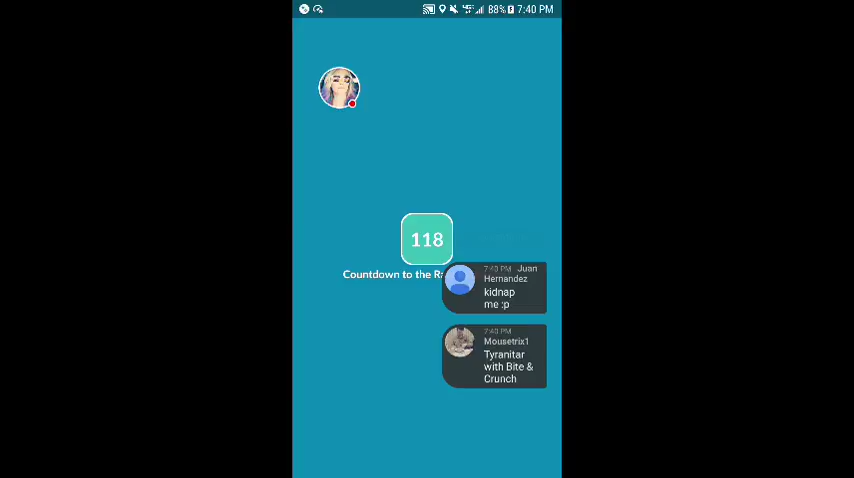 88% 7:40 PM
118
Countdown to the R
7:40 PM Juan
Hernandez
kidnap
me :p
7:40 PM
Mousetrix1
Tyranitar
with Bite &
Crunch